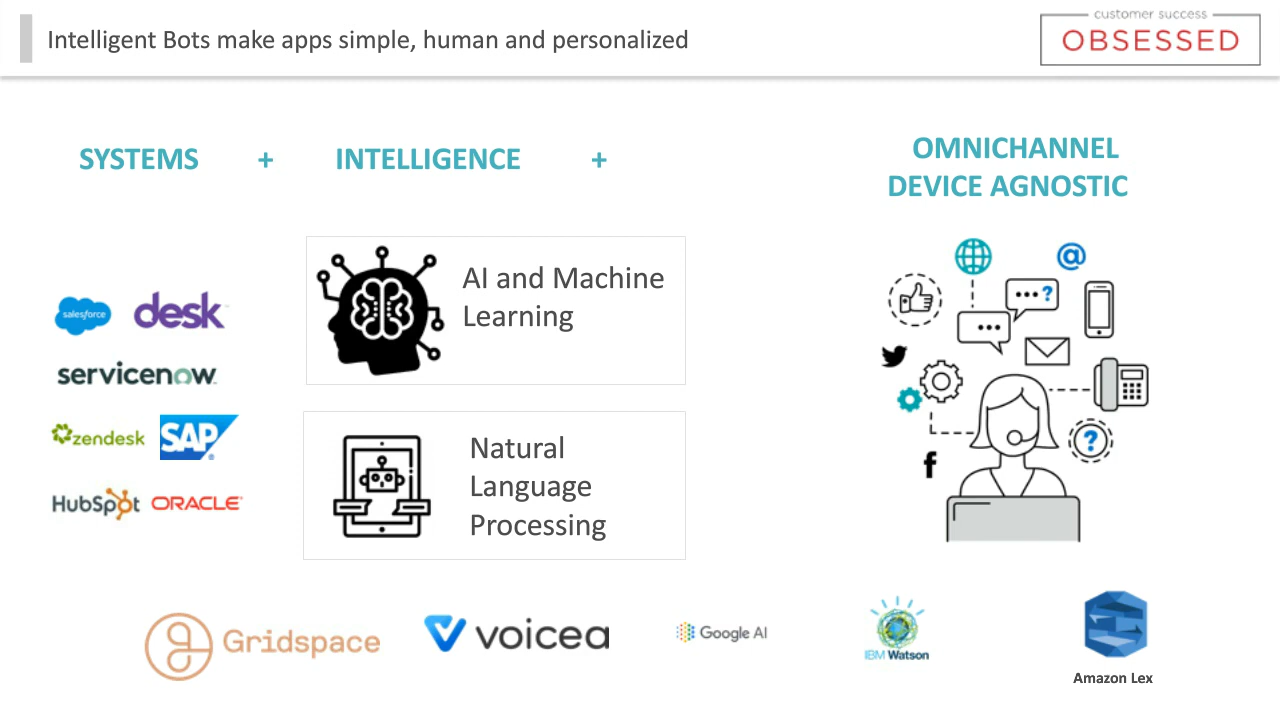 Intelligent Bots make apps simple, human and personalized
customer success
OBSESSED
SYSTEMS + INTELLIGENCE +
OMNICHANNEL
DEVICE AGNOSTIC
AI and Machine
Learning
salesforce desk
servicenow
zendesk SAP
HubSpot ORACLE
Natural
Language
Processing
@
?
?
f
Gridspace voicea Google AI IBM Watson
Amazon Lex